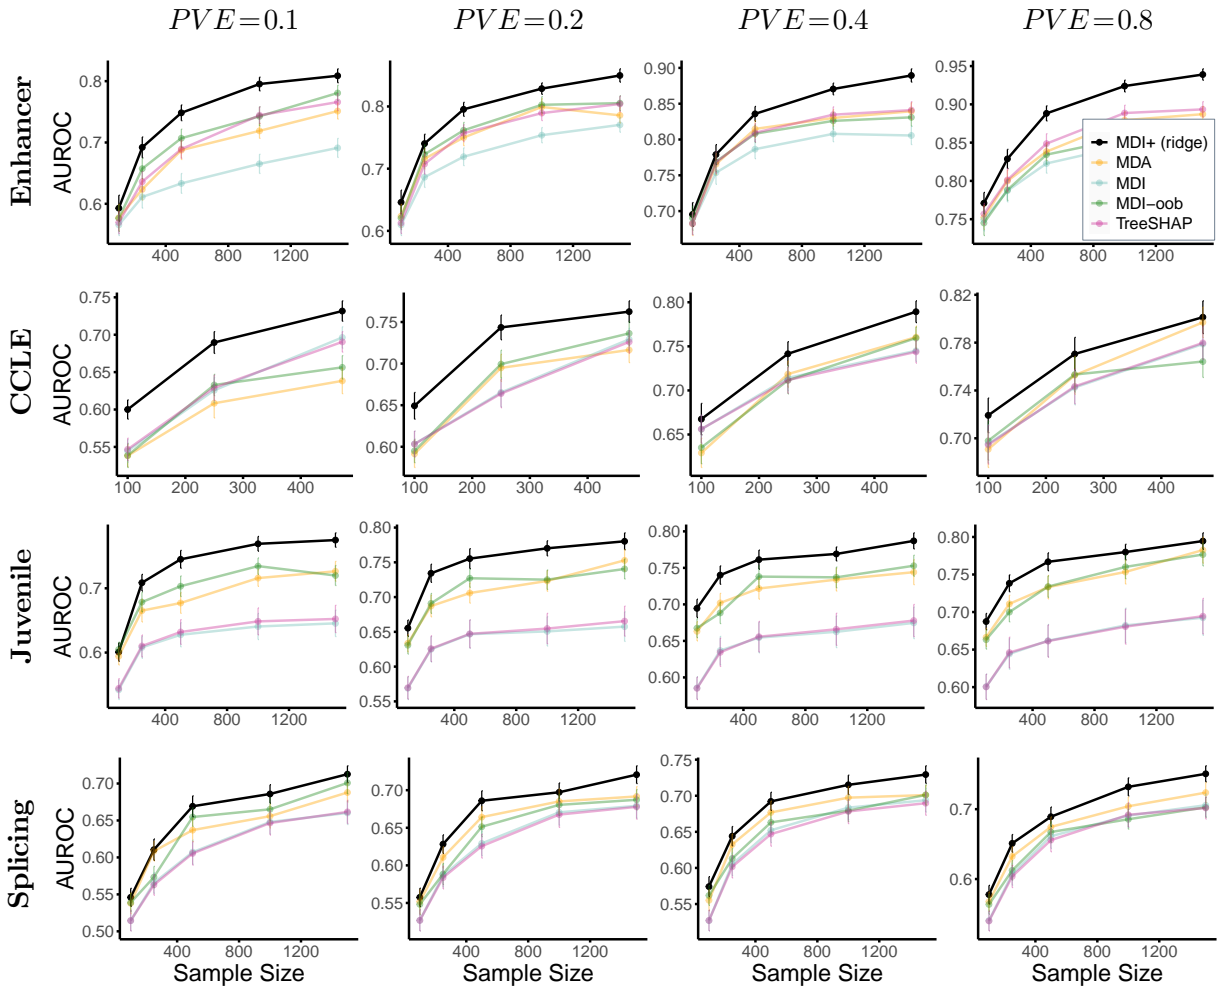 PVE=0.1 PVE=0.2 PVE=0.4 PVE=0.8
Enhancer
AUROC
0.8
0.7
0.6
400 800 1200
0.8
0.7
0.6
400 800 1200
0.90
0.85
0.80
0.75
0.70
400 800 1200
0.95
0.90
0.85
0.80
0.75
400 800 1200
MDI+ (ridge)
MDA
MDI
MDI-oob
TreeSHAP
CCLE
AUROC
0.75
0.70
0.65
0.60
0.55
100 200 300 400
0.75
0.70
0.65
0.60
100 200 300 400
0.80
0.75
0.70
0.65
100 200 300 400
0.82
0.78
0.74
0.70
100 200 300 400
Juvenile
AUROC
0.7
0.6
400 800 1200
0.80
0.75
0.70
0.65
0.60
0.55
400 800 1200
0.80
0.75
0.70
0.65
0.60
400 800 1200
0.80
0.75
0.70
0.65
0.60
400 800 1200
Splicing
AUROC
0.70
0.65
0.60
0.55
0.50
400 800 1200
Sample Size
0.70
0.65
0.60
0.55
400 800 1200
Sample Size
0.75
0.70
0.65
0.60
0.55
400 800 1200
Sample Size
0.7
0.6
400 800 1200
Sample Size